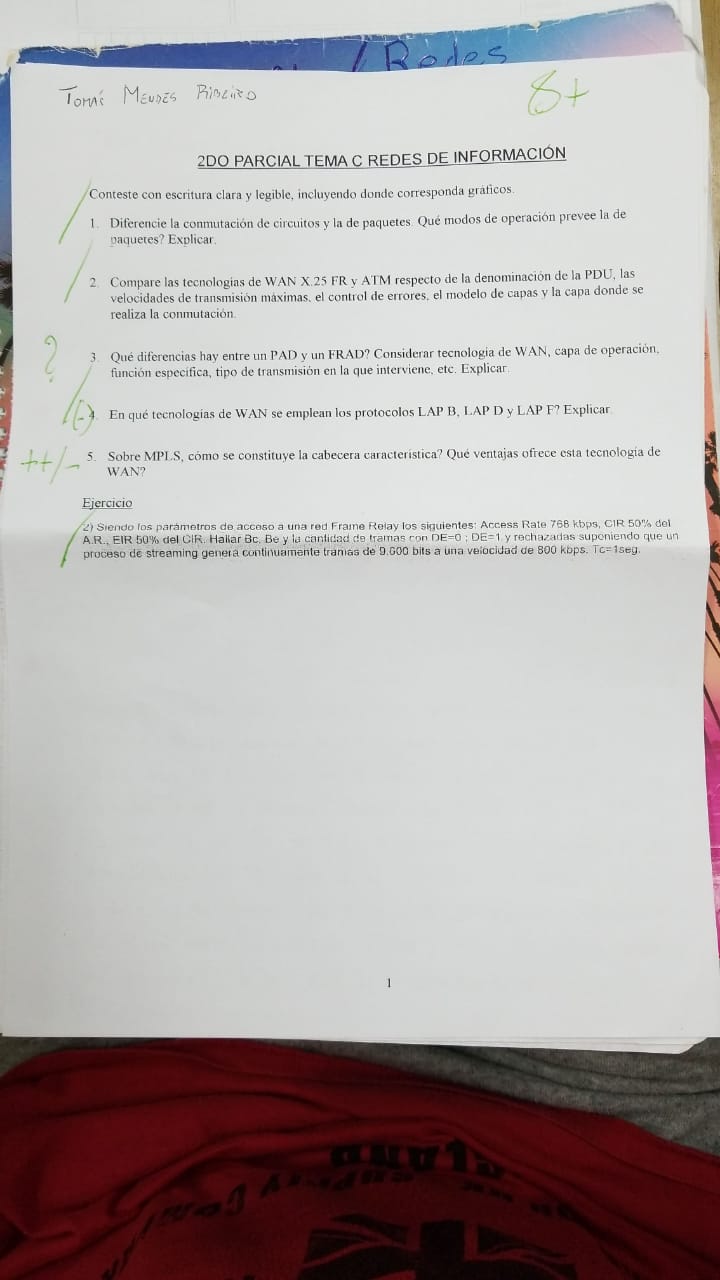 Redes
Tomás Mendes Ribeiro
8+
2DO PARCIAL TEMA C REDES DE INFORMACIÓN
Conteste con escritura clara y legible, incluyendo donde corresponda gráficos.
1. Diferencie la conmutación de circuitos y la de paquetes. Qué modos de operación prevee la de
paquetes? Explicar.
2. Compare las tecnologías de WAN X.25 FR y ATM respecto de la denominación de la PDU, las
velocidades de transmisión máximas, el control de errores, el modelo de capas y la capa donde se
realiza la conmutación.
?
3. Qué diferencias hay entre un PAD y un FRAD? Considerar tecnología de WAN, capa de operación,
función específica, tipo de transmisión en la que interviene, etc. Explicar.
(-)
4. En qué tecnologías de WAN se emplean los protocolos LAP B, LAP D y LAP F? Explicar.
++/-
5. Sobre MPLS, cómo se constituye la cabecera característica? Qué ventajas ofrece esta tecnología de
WAN?
Ejercicio
2) Siendo los parámetros de acceso a una red Frame Relay los siguientes: Access Rate 768 kbps, CIR 50% del
A.R., EIR 50% del CIR. Hallar Bc, Be y la cantidad de tramas con DE=0 ; DE=1 y rechazadas suponiendo que un
proceso de streaming genera continuamente tramas de 9.600 bits a una velocidad de 800 kbps. Tc=1seg.
1